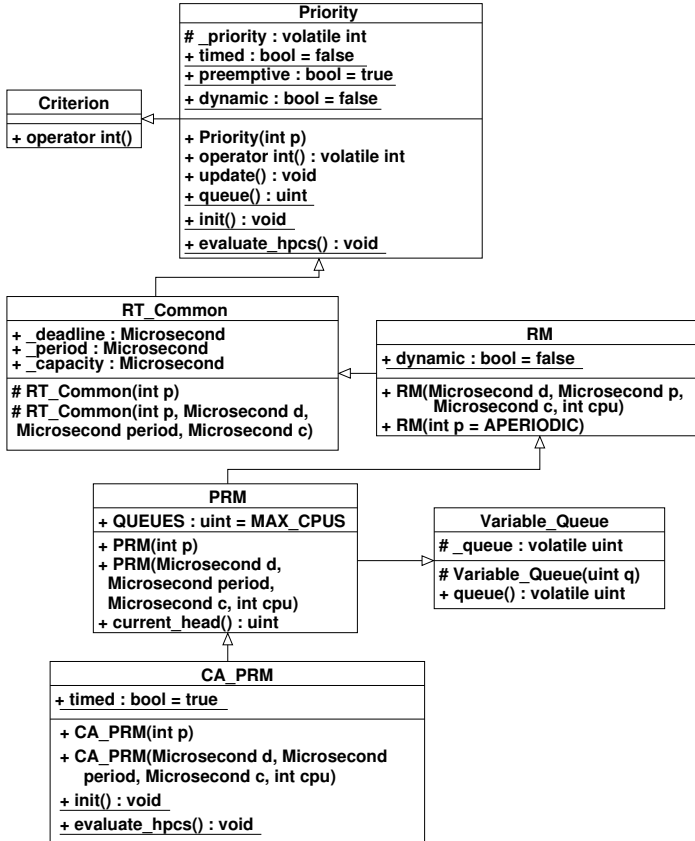 Priority
# _priority : volatile int
+ timed : bool = false
+ preemptive : bool = true
+ dynamic : bool = false
+ Priority(int p)
+ operator int() : volatile int
+ update() : void
+ queue() : uint
+ init() : void
+ evaluate_hpcs() : void
Criterion
+ operator int()
RT_Common
+ _deadline : Microsecond
+ _period : Microsecond
+ _capacity : Microsecond
# RT_Common(int p)
# RT_Common(int p, Microsecond d,
Microsecond period, Microsecond c)
RM
+ dynamic : bool = false
+ RM(Microsecond d, Microsecond p,
Microsecond c, int cpu)
+ RM(int p = APERIODIC)
PRM
+ QUEUES : uint = MAX_CPUS
+ PRM(int p)
+ PRM(Microsecond d,
Microsecond period,
Microsecond c, int cpu)
+ current_head() : uint
Variable_Queue
# _queue : volatile uint
# Variable_Queue(uint q)
+ queue() : volatile uint
CA_PRM
+ timed : bool = true
+ CA_PRM(int p)
+ CA_PRM(Microsecond d, Microsecond
period, Microsecond c, int cpu)
+ init() : void
+ evaluate_hpcs() : void